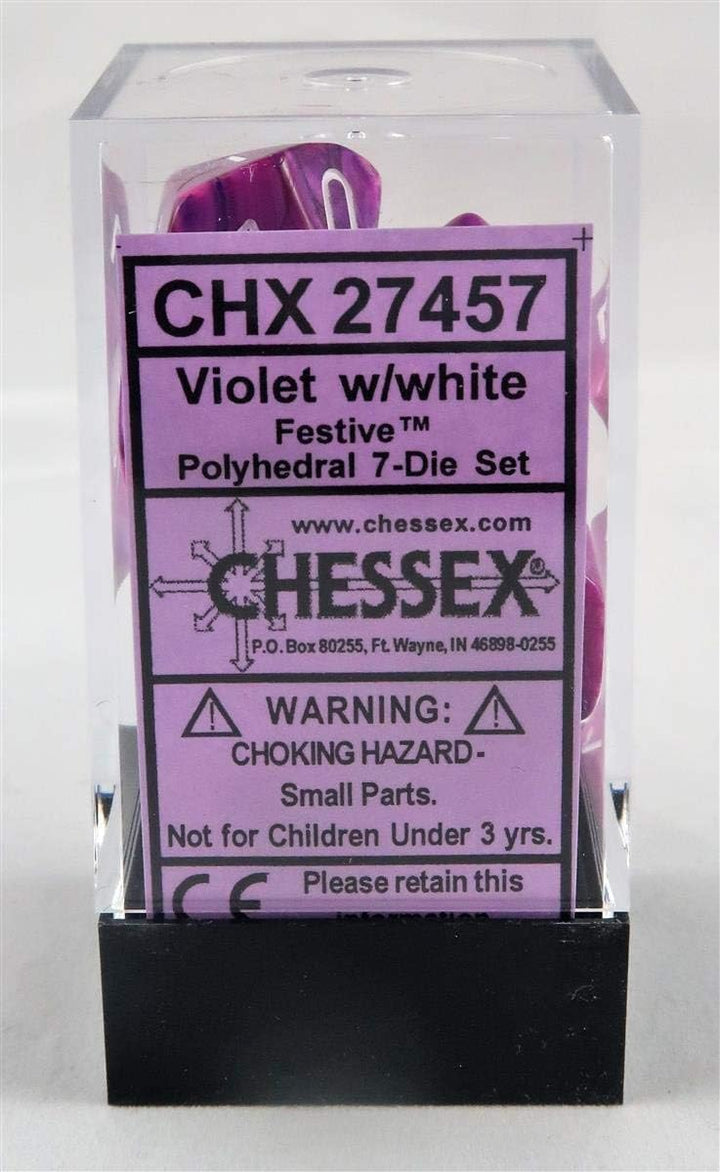 CHX 27457
Violet w/white
Festive™
Polyhedral 7-Die Set
www.chessex.com
CHESSEX®
P.O. Box 80255, Ft. Wayne, IN 46898-0255
WARNING:
CHOKING HAZARD-
Small Parts.
Not for Children Under 3 yrs.
CE Please retain this
information